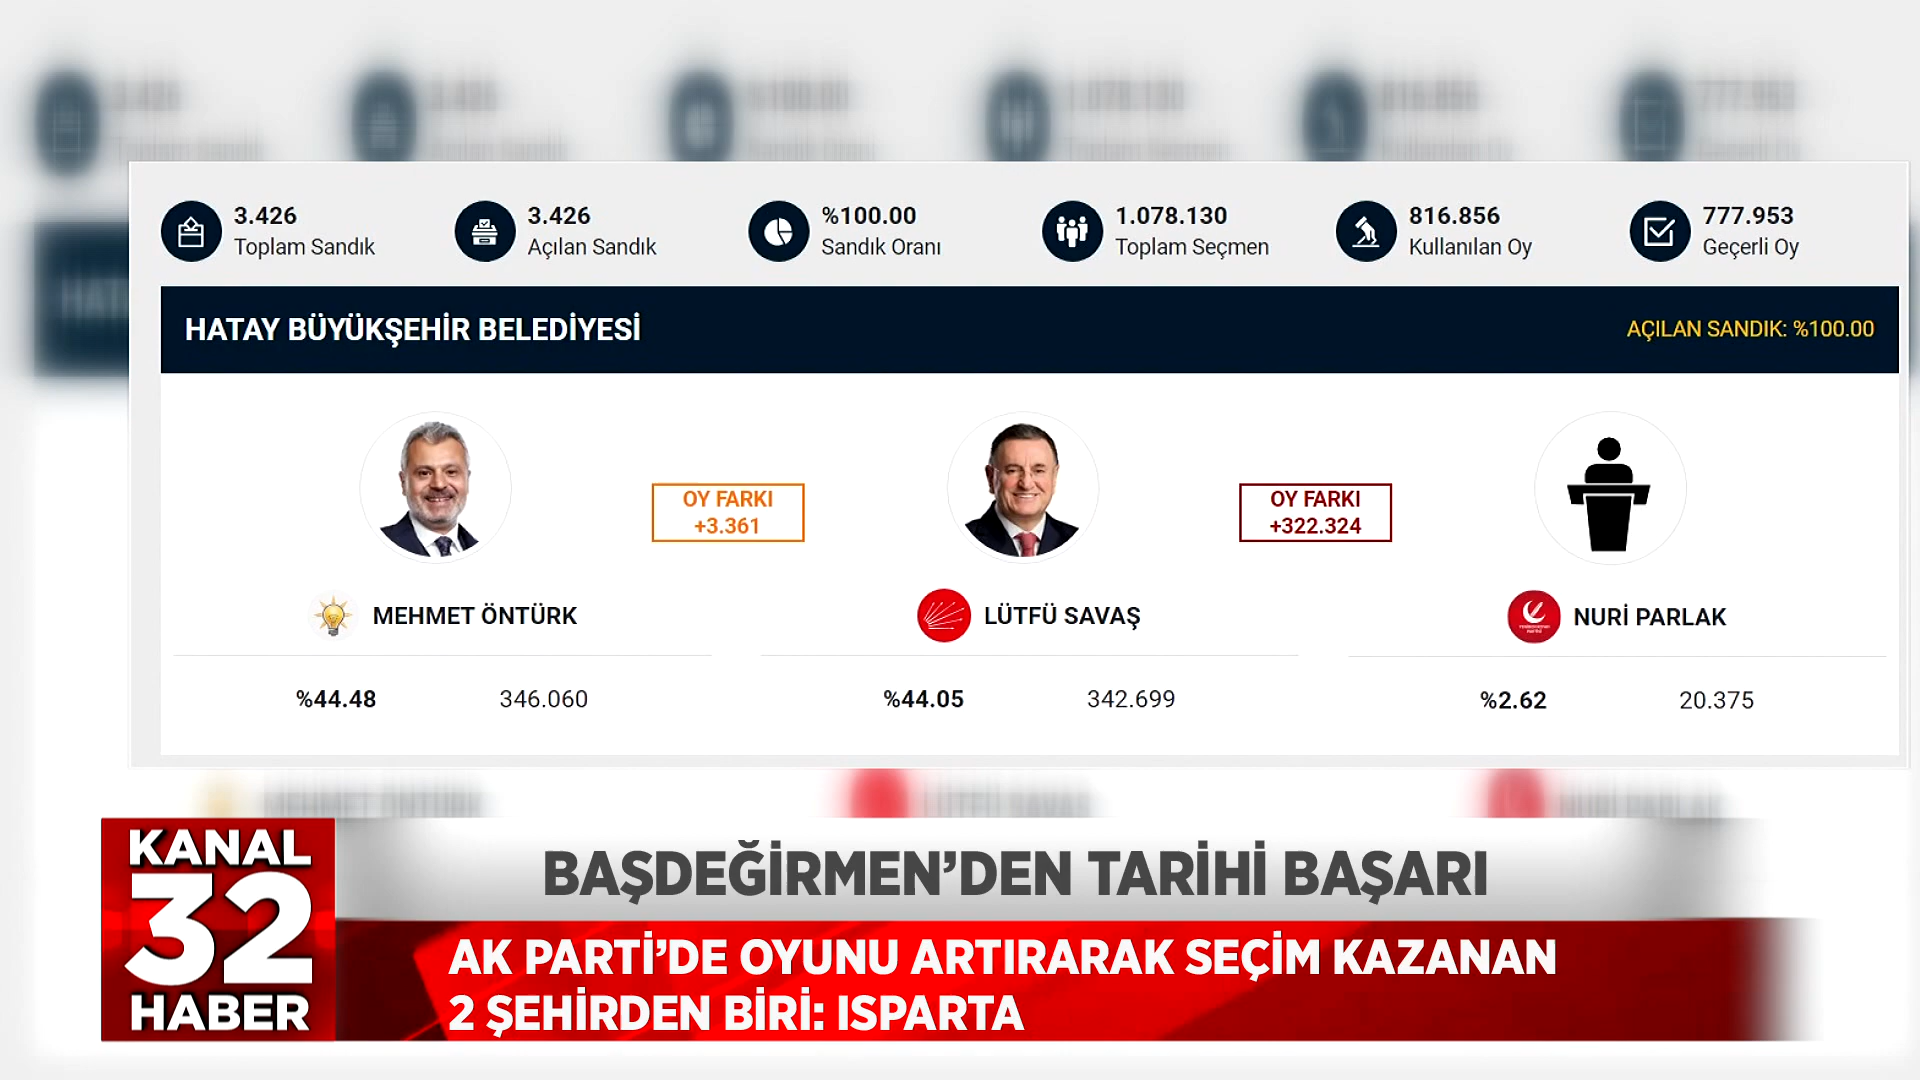 3.426
Toplam Sandık
3.426
Açılan Sandık
%100.00
Sandık Oranı
1.078.130
Toplam Seçmen
816.856
Kullanılan Oy
777.953
Geçerli Oy
HATAY BÜYÜKŞEHİR BELEDİYESİ
AÇILAN SANDIK: %100.00
OY FARKI
+3.361
OY FARKI
+322.324
MEHMET ÖNTÜRK
LÜTFÜ SAVAŞ
NURİ PARLAK
%44.48 346.060
%44.05 342.699
%2.62 20.375
KANAL
32
HABER
BAŞDEĞİRMEN'DEN TARİHİ BAŞARI
AK PARTİ'DE OYUNU ARTIRARAK SEÇİM KAZANAN
2 ŞEHİRDEN BİRİ: ISPARTA